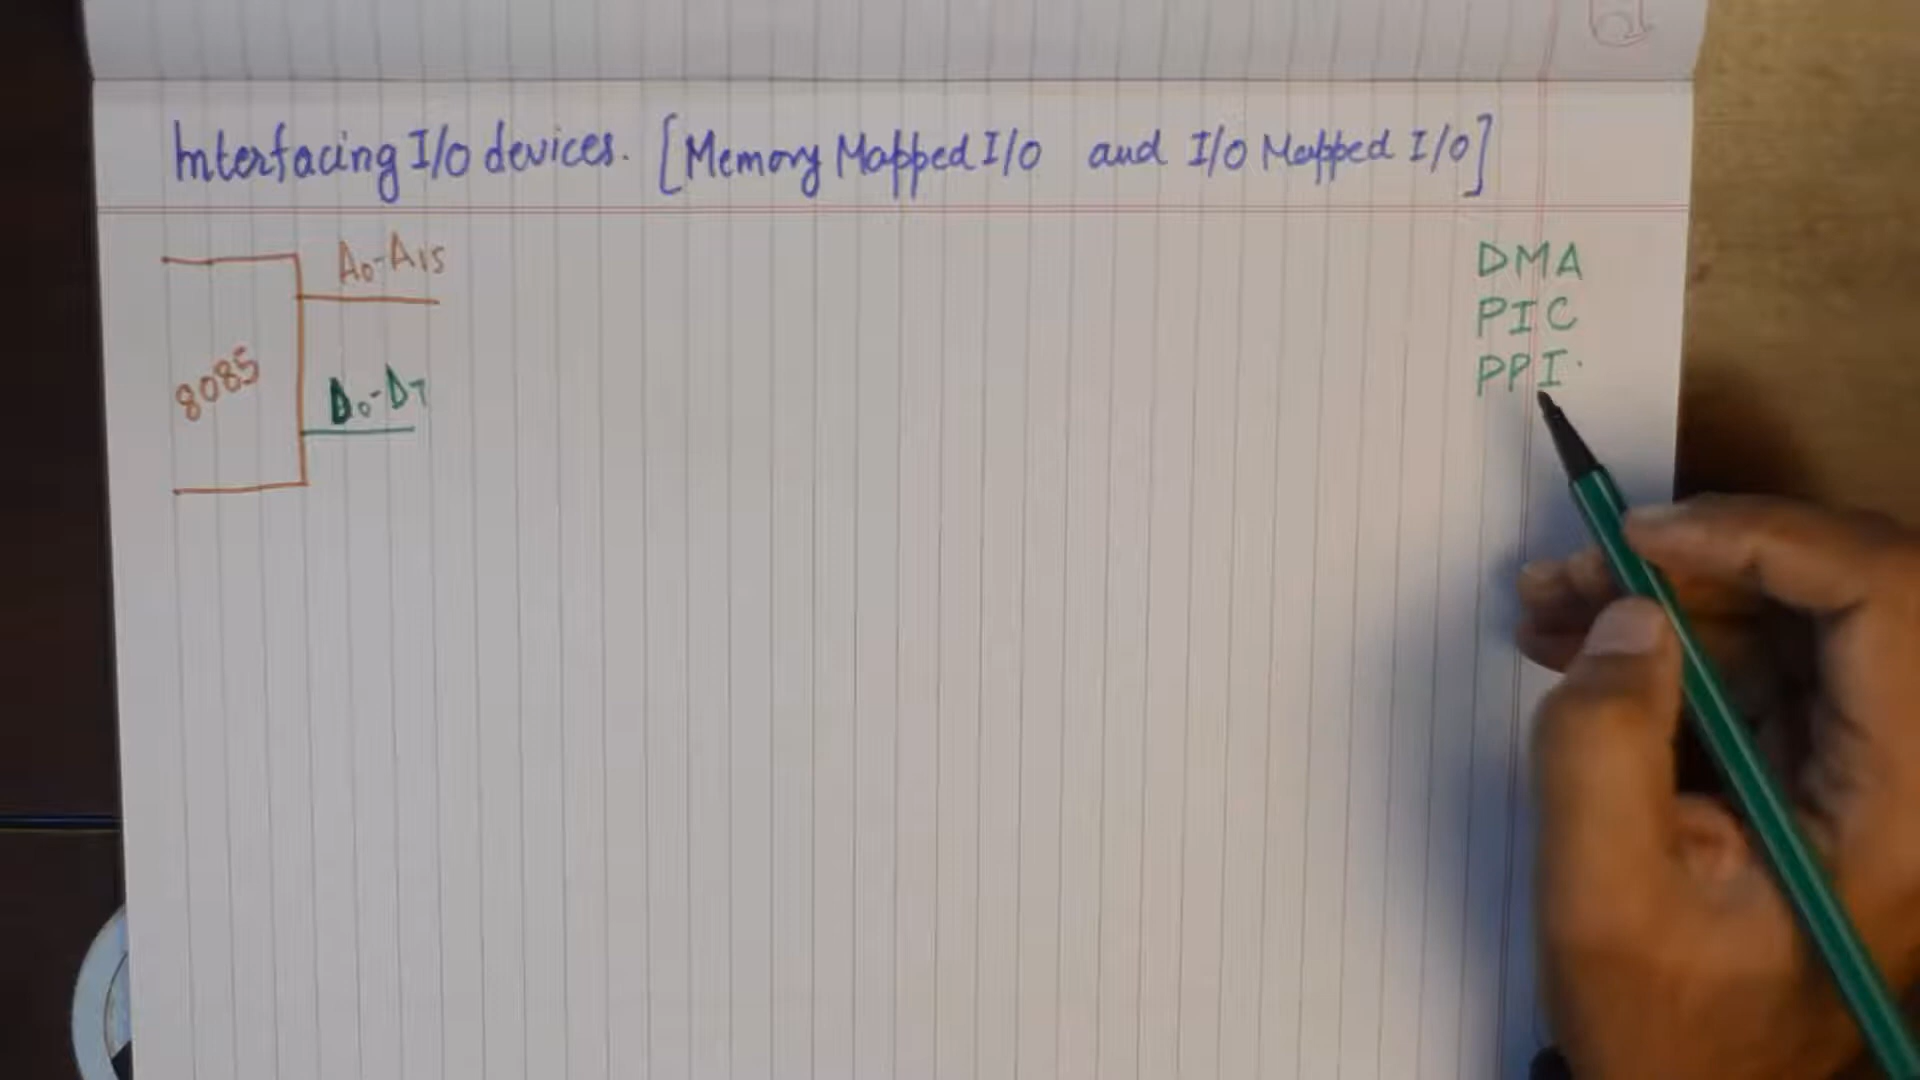 Interfacing I/O devices. [Memory Mapped I/O and I/O Mapped I/O]
A0-A15
8085
D0-D7
DMA
PIC
PPI.